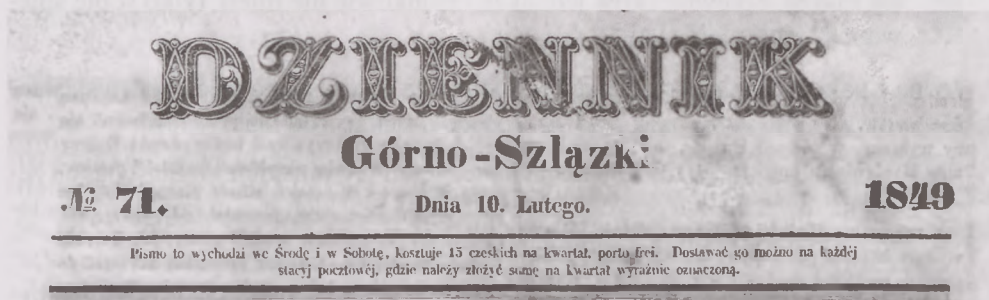 DZIENNIK
Górno-Szlązki
№ 71. Dnia 10. Lutego. 1849
Pismo to wychodzi we Środę i w Sobotę, kosztuje 15 czeskich na kwartał, porto frei. Dostawać go można na każdéj
stacyj pocztowéj, gdzie należy złożyć sumę na kwartał wyraźnie oznaczoną.